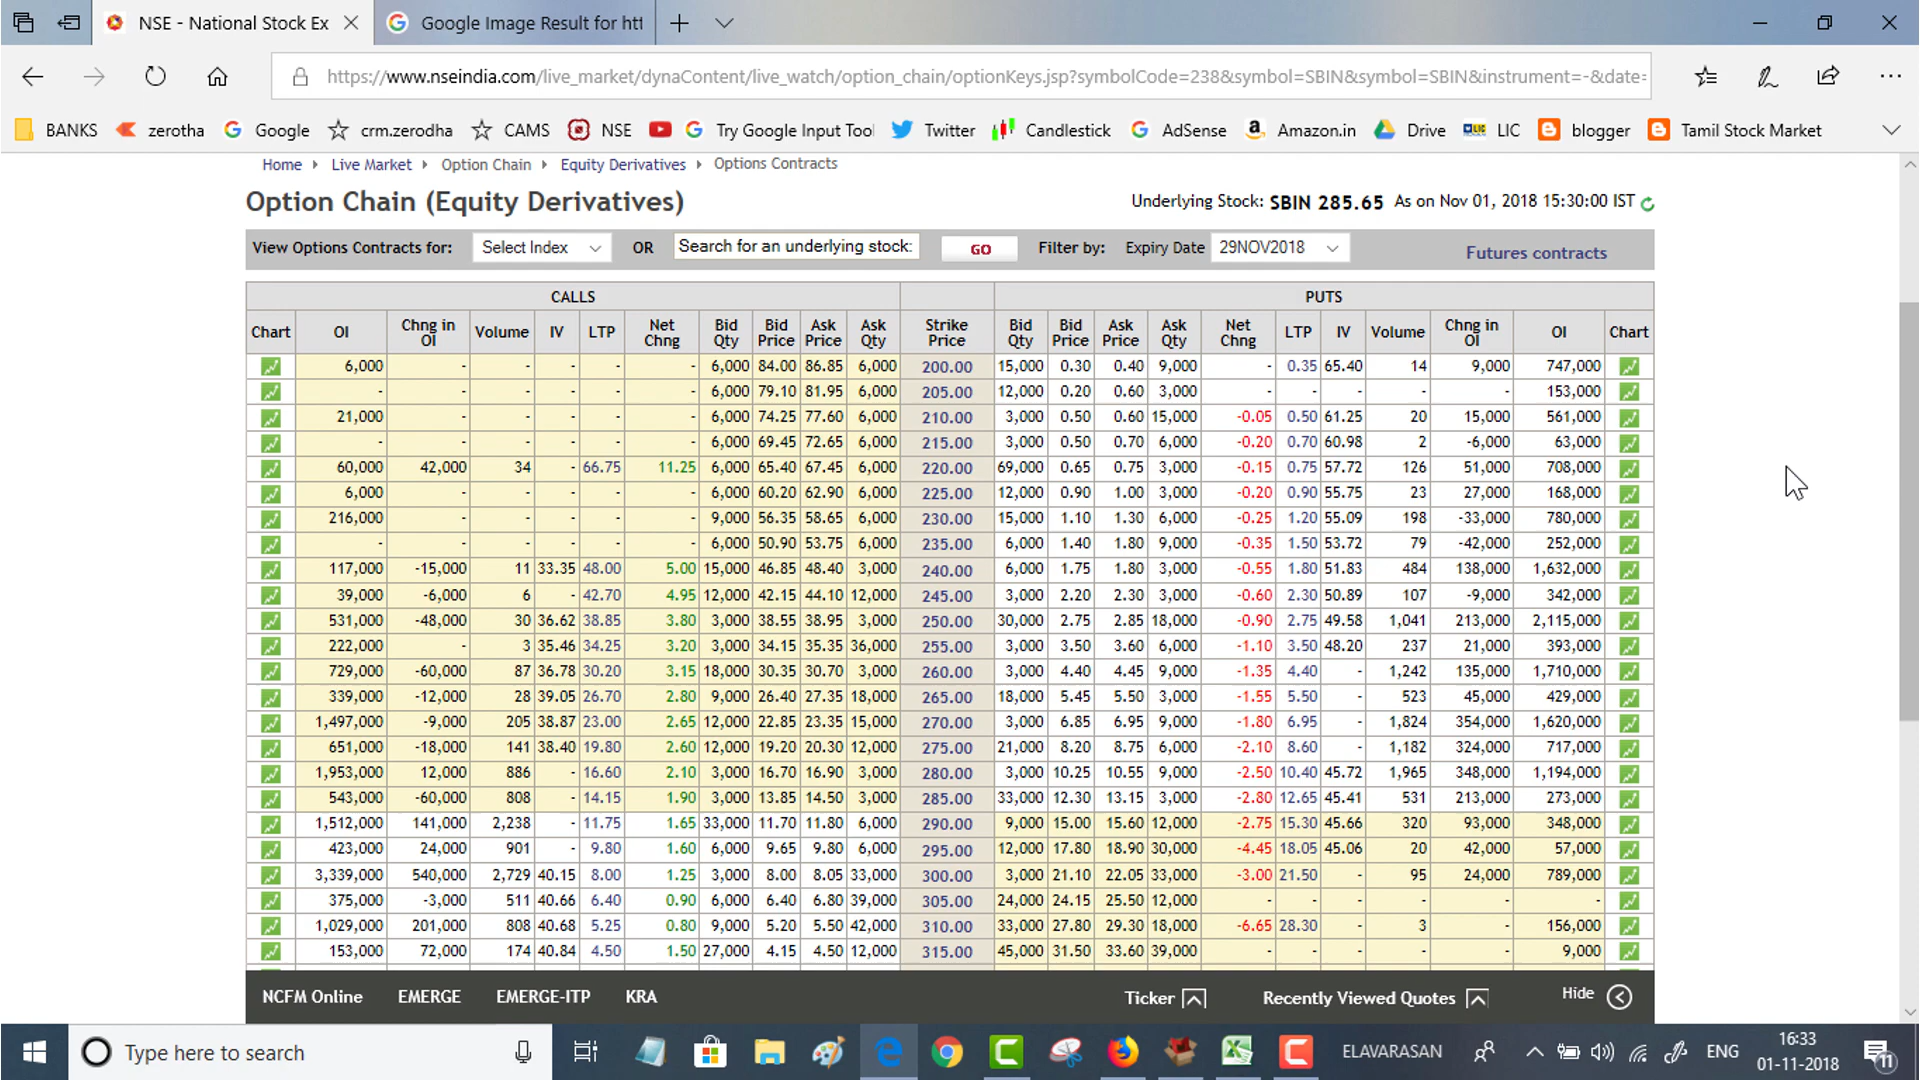 NSE - National Stock Ex
Google Image Result for htt
https://www.nseindia.com/live_market/dynaContent/live_watch/option_chain/optionKeys.jsp?symbolCode=238&symbol=SBIN&symbol=SBIN&instrument=-&date=
BANKS zerotha Google crm.zerodha CAMS NSE Try Google Input Tool Twitter Candlestick AdSense Amazon.in Drive LIC blogger Tamil Stock Market
Home Live Market Option Chain Equity Derivatives Options Contracts
Option Chain (Equity Derivatives)
Underlying Stock: SBIN 285.65 As on Nov 01, 2018 15:30:00 IST
View Options Contracts for: Select Index OR Search for an underlying stock: GO Filter by: Expiry Date 29NOV2018 Futures contracts
CALLS PUTS
Chart OI Chng in OI Volume IV LTP Net Chng Bid Qty Bid Price Ask Price Ask Qty Strike Price Bid Qty Bid Price Ask Price Ask Qty Net Chng LTP IV Volume Chng in OI OI Chart
6,000 - - - - - 6,000 84.00 86.85 6,000 200.00 15,000 0.30 0.40 9,000 - 0.35 65.40 14 9,000 747,000
- - - - - - 6,000 79.10 81.95 6,000 205.00 12,000 0.20 0.60 3,000 - - - - - 153,000
21,000 - - - - - 6,000 74.25 77.60 6,000 210.00 3,000 0.50 0.60 15,000 -0.05 0.50 61.25 20 15,000 561,000
- - - - - - 6,000 69.45 72.65 6,000 215.00 3,000 0.50 0.70 6,000 -0.20 0.70 60.98 2 -6,000 63,000
60,000 42,000 34 - 66.75 11.25 6,000 65.40 67.45 6,000 220.00 69,000 0.65 0.75 3,000 -0.15 0.75 57.72 126 51,000 708,000
6,000 - - - - - 6,000 60.20 62.90 6,000 225.00 12,000 0.90 1.00 3,000 -0.20 0.90 55.75 23 27,000 168,000
216,000 - - - - - 9,000 56.35 58.65 6,000 230.00 15,000 1.10 1.30 6,000 -0.25 1.20 55.09 198 -33,000 780,000
- - - - - - 6,000 50.90 53.75 6,000 235.00 6,000 1.40 1.80 9,000 -0.35 1.50 53.72 79 -42,000 252,000
117,000 -15,000 11 33.35 48.00 5.00 15,000 46.85 48.40 3,000 240.00 6,000 1.75 1.80 3,000 -0.55 1.80 51.83 484 138,000 1,632,000
39,000 -6,000 6 - 42.70 4.95 12,000 42.15 44.10 12,000 245.00 3,000 2.20 2.30 3,000 -0.60 2.30 50.89 107 -9,000 342,000
531,000 -48,000 30 36.62 38.85 3.80 3,000 38.55 38.95 3,000 250.00 30,000 2.75 2.85 18,000 -0.90 2.75 49.58 1,041 213,000 2,115,000
222,000 - 3 35.46 34.25 3.20 3,000 34.15 35.35 36,000 255.00 3,000 3.50 3.60 6,000 -1.10 3.50 48.20 237 21,000 393,000
729,000 -60,000 87 36.78 30.20 3.15 18,000 30.35 30.70 3,000 260.00 3,000 4.40 4.45 9,000 -1.35 4.40 - 1,242 135,000 1,710,000
339,000 -12,000 28 39.05 26.70 2.80 9,000 26.40 27.35 18,000 265.00 18,000 5.45 5.50 3,000 -1.55 5.50 - 523 45,000 429,000
1,497,000 -9,000 205 38.87 23.00 2.65 12,000 22.85 23.35 15,000 270.00 3,000 6.85 6.95 9,000 -1.80 6.95 - 1,824 354,000 1,620,000
651,000 -18,000 141 38.40 19.80 2.60 12,000 19.20 20.30 12,000 275.00 21,000 8.20 8.75 6,000 -2.10 8.60 - 1,182 324,000 717,000
1,953,000 12,000 886 - 16.60 2.10 3,000 16.70 16.90 3,000 280.00 3,000 10.25 10.55 9,000 -2.50 10.40 45.72 1,965 348,000 1,194,000
543,000 -60,000 808 - 14.15 1.90 3,000 13.85 14.50 3,000 285.00 33,000 12.30 13.15 3,000 -2.80 12.65 45.41 531 213,000 273,000
1,512,000 141,000 2,238 - 11.75 1.65 33,000 11.70 11.80 6,000 290.00 9,000 15.00 15.60 12,000 -2.75 15.30 45.66 320 93,000 348,000
423,000 24,000 901 - 9.80 1.60 6,000 9.65 9.80 6,000 295.00 12,000 17.80 18.90 30,000 -4.45 18.05 45.06 20 42,000 57,000
3,339,000 540,000 2,729 40.15 8.00 1.25 3,000 8.00 8.05 33,000 300.00 3,000 21.10 22.05 33,000 -3.00 21.50 - 95 24,000 789,000
375,000 -3,000 511 40.66 6.40 0.90 6,000 6.40 6.80 39,000 305.00 24,000 24.15 25.50 12,000 - - - - - -
1,029,000 201,000 808 40.68 5.25 0.80 9,000 5.20 5.50 42,000 310.00 33,000 27.80 29.30 18,000 -6.65 28.30 - 3 - 156,000
153,000 72,000 174 40.84 4.50 1.50 27,000 4.15 4.50 12,000 315.00 45,000 31.50 33.60 39,000 - - - - - 9,000
NCFM Online EMERGE EMERGE-ITP KRA Ticker Recently Viewed Quotes Hide
Type here to search ELAVARASAN ENG 16:33
01-11-2018 11